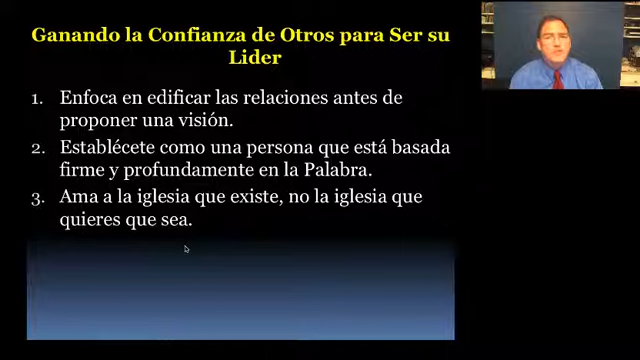 Ganando la Confianza de Otros para Ser su
Lider
1. Enfoca en edificar las relaciones antes de
proponer una visión.
2. Establécete como una persona que está basada
firme y profundamente en la Palabra.
3. Ama a la iglesia que existe, no la iglesia que
quieres que sea.